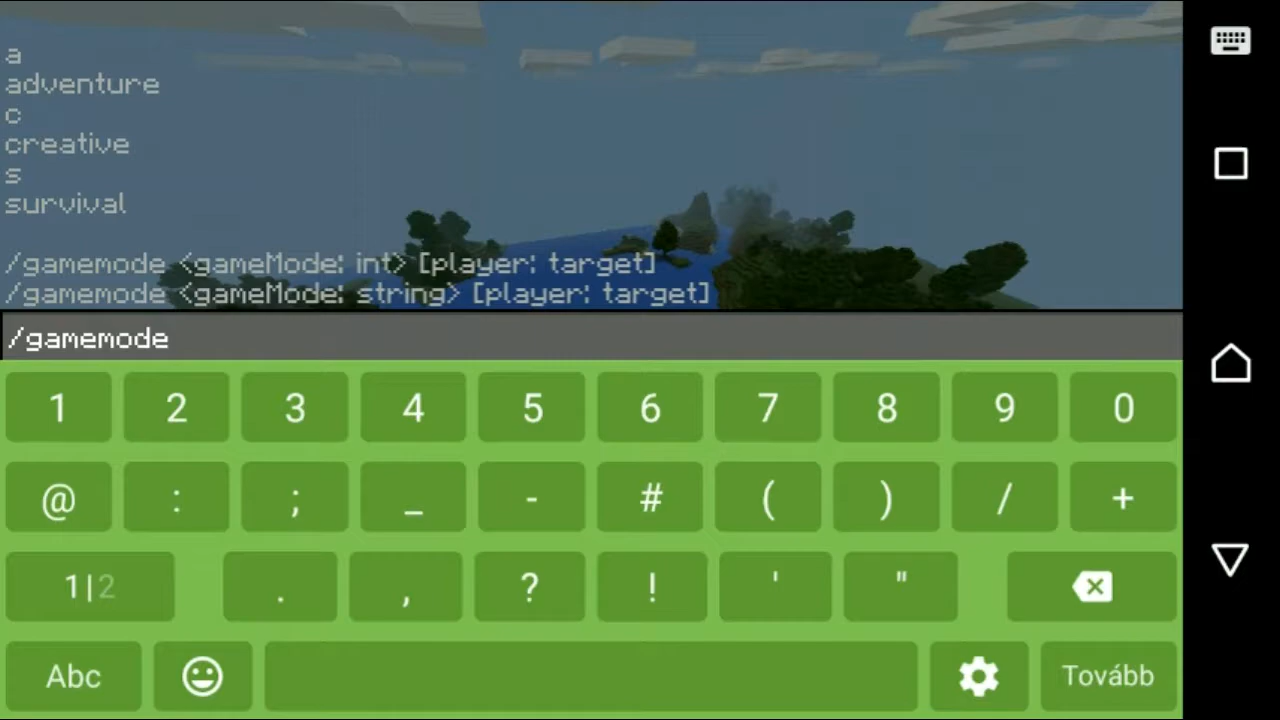 a
adventure
c
creative
s
survival
/gamemode <gameMode: int> [player: target]
/gamemode <gameMode: string> [player: target]
/gamemode
1 2 3 4 5 6 7 8 9 0
@ : ; _ - # ( ) / +
1|2 . , ? ! ' "
Abc Tovább